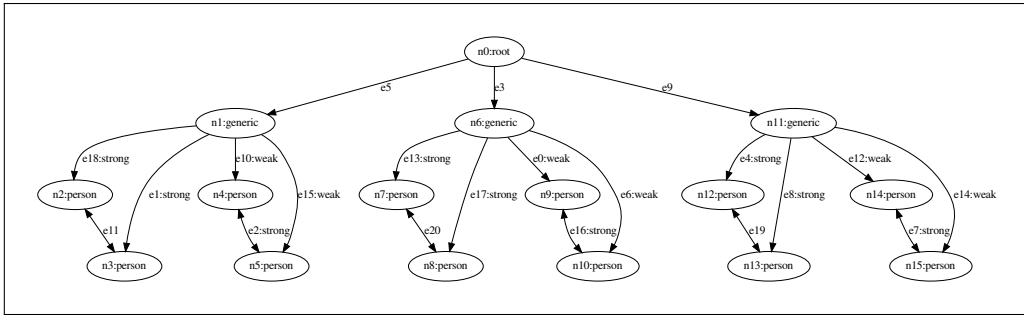 n0:root
e5
e3
e9
n1:generic
n6:generic
n11:generic
e18:strong
e1:strong
e10:weak
e15:weak
e13:strong
e17:strong
e0:weak
e6:weak
e4:strong
e8:strong
e12:weak
e14:weak
n2:person
n4:person
n7:person
n9:person
n12:person
n14:person
e11
e2:strong
e20
e16:strong
e19
e7:strong
n3:person
n5:person
n8:person
n10:person
n13:person
n15:person